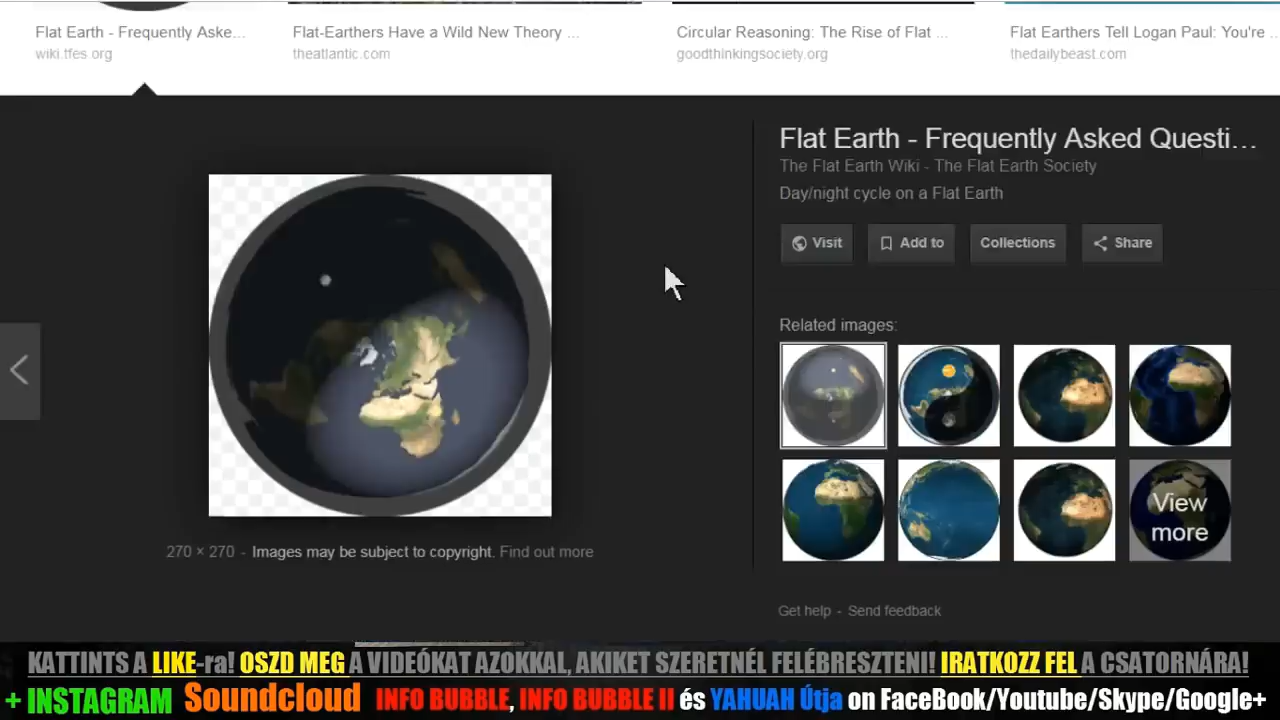 Flat Earth - Frequently Aske...
wiki.tfes.org
Flat-Earthers Have a Wild New Theory ...
theatlantic.com
Circular Reasoning: The Rise of Flat ...
goodthinkingsociety.org
Flat Earthers Tell Logan Paul: You're ...
thedailybeast.com
Flat Earth - Frequently Asked Questi...
The Flat Earth Wiki - The Flat Earth Society
Day/night cycle on a Flat Earth
Visit
Add to
Collections
Share
Related images:
View more
270 × 270 - Images may be subject to copyright. Find out more
Get help - Send feedback
KATTINTS A LIKE-ra! OSZD MEG A VIDEÓKAT AZOKKAL, AKIKET SZERETNÉL FELÉBRESZTENI! IRATKOZZ FEL A CSATORNÁRA!
+ INSTAGRAM Soundcloud INFO BUBBLE, INFO BUBBLE II és YAHUAH Útja on FaceBook/Youtube/Skype/Google+